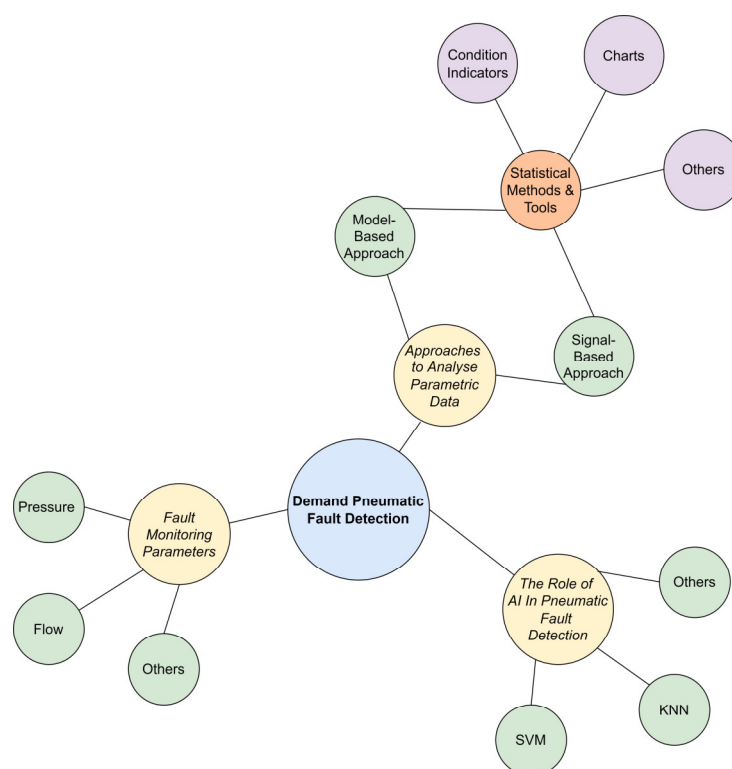 Condition
Indicators
Charts
Others
Statistical
Methods &
Tools
Model-
Based
Approach
Signal-
Based
Approach
Approaches
to Analyse
Parametric
Data
Demand Pneumatic
Fault Detection
Pressure
Fault
Monitoring
Parameters
Flow
Others
The Role of
AI In Pneumatic
Fault
Detection
Others
KNN
SVM